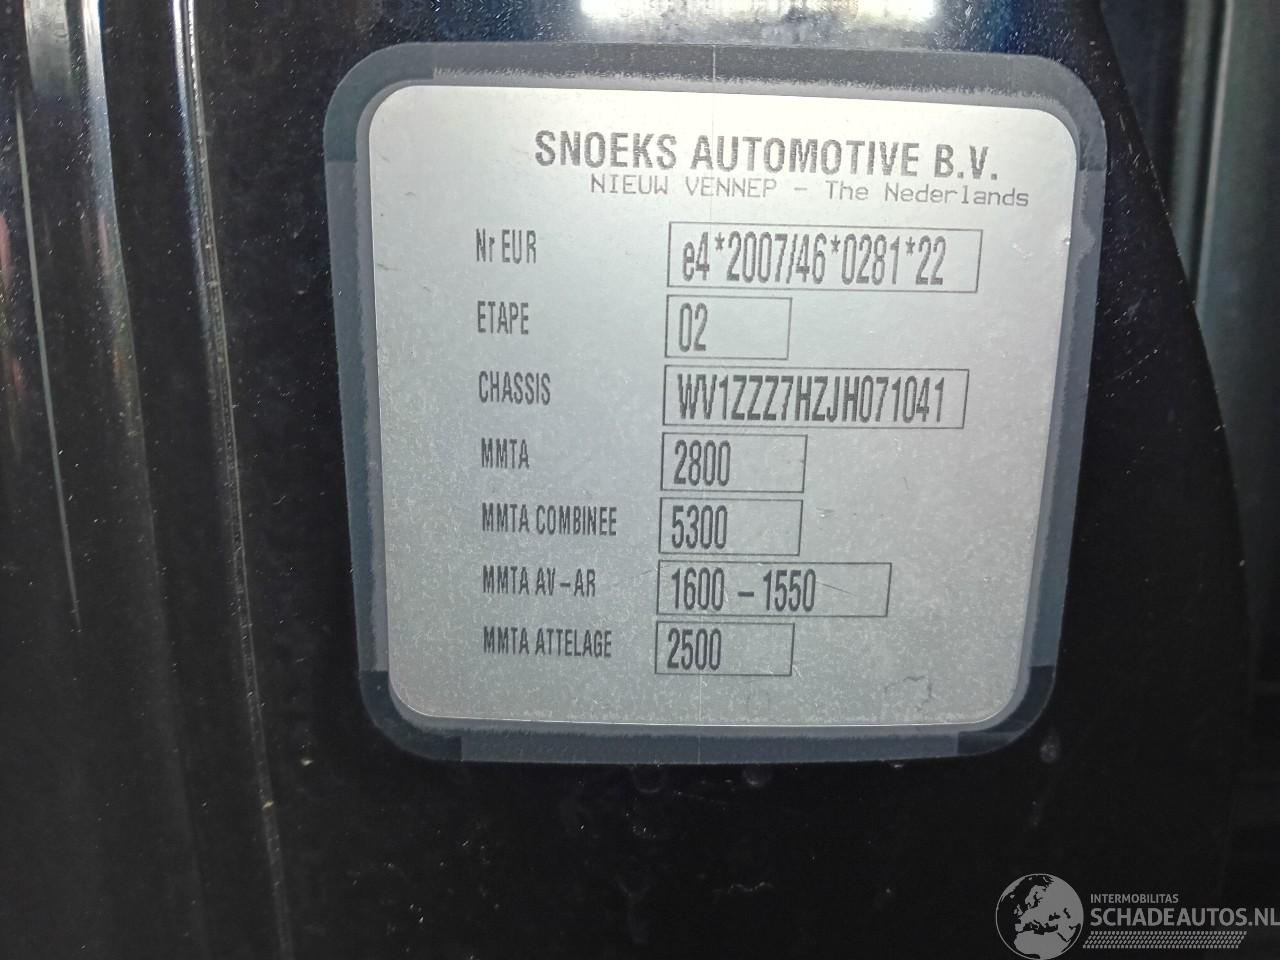 SNOEKS AUTOMOTIVE B.V.
NIEUW VENNEP - The Nederlands
Nr EUR e4*2007/46*0281*22
ETAPE 02
CHASSIS WV1ZZZ7HZJH071041
MMTA 2800
MMTA COMBINEE 5300
MMTA AV-AR 1600 - 1550
MMTA ATTELAGE 2500
INTERMOBILITAS
SCHADEAUTOS.NL